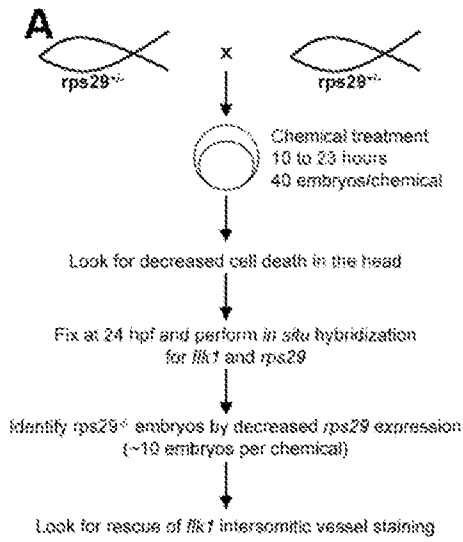 A
x
rps29+/- rps29+/-
Chemical treatment
10 to 23 hours
40 embryos/chemical
Look for decreased cell death in the head
Fix at 24 hpf and perform in situ hybridization
for flk1 and rps29
Identify rps29-/- embryos by decreased rps29 expression
(~10 embryos per chemical)
Look for rescue of flk1 intersomitic vessel staining